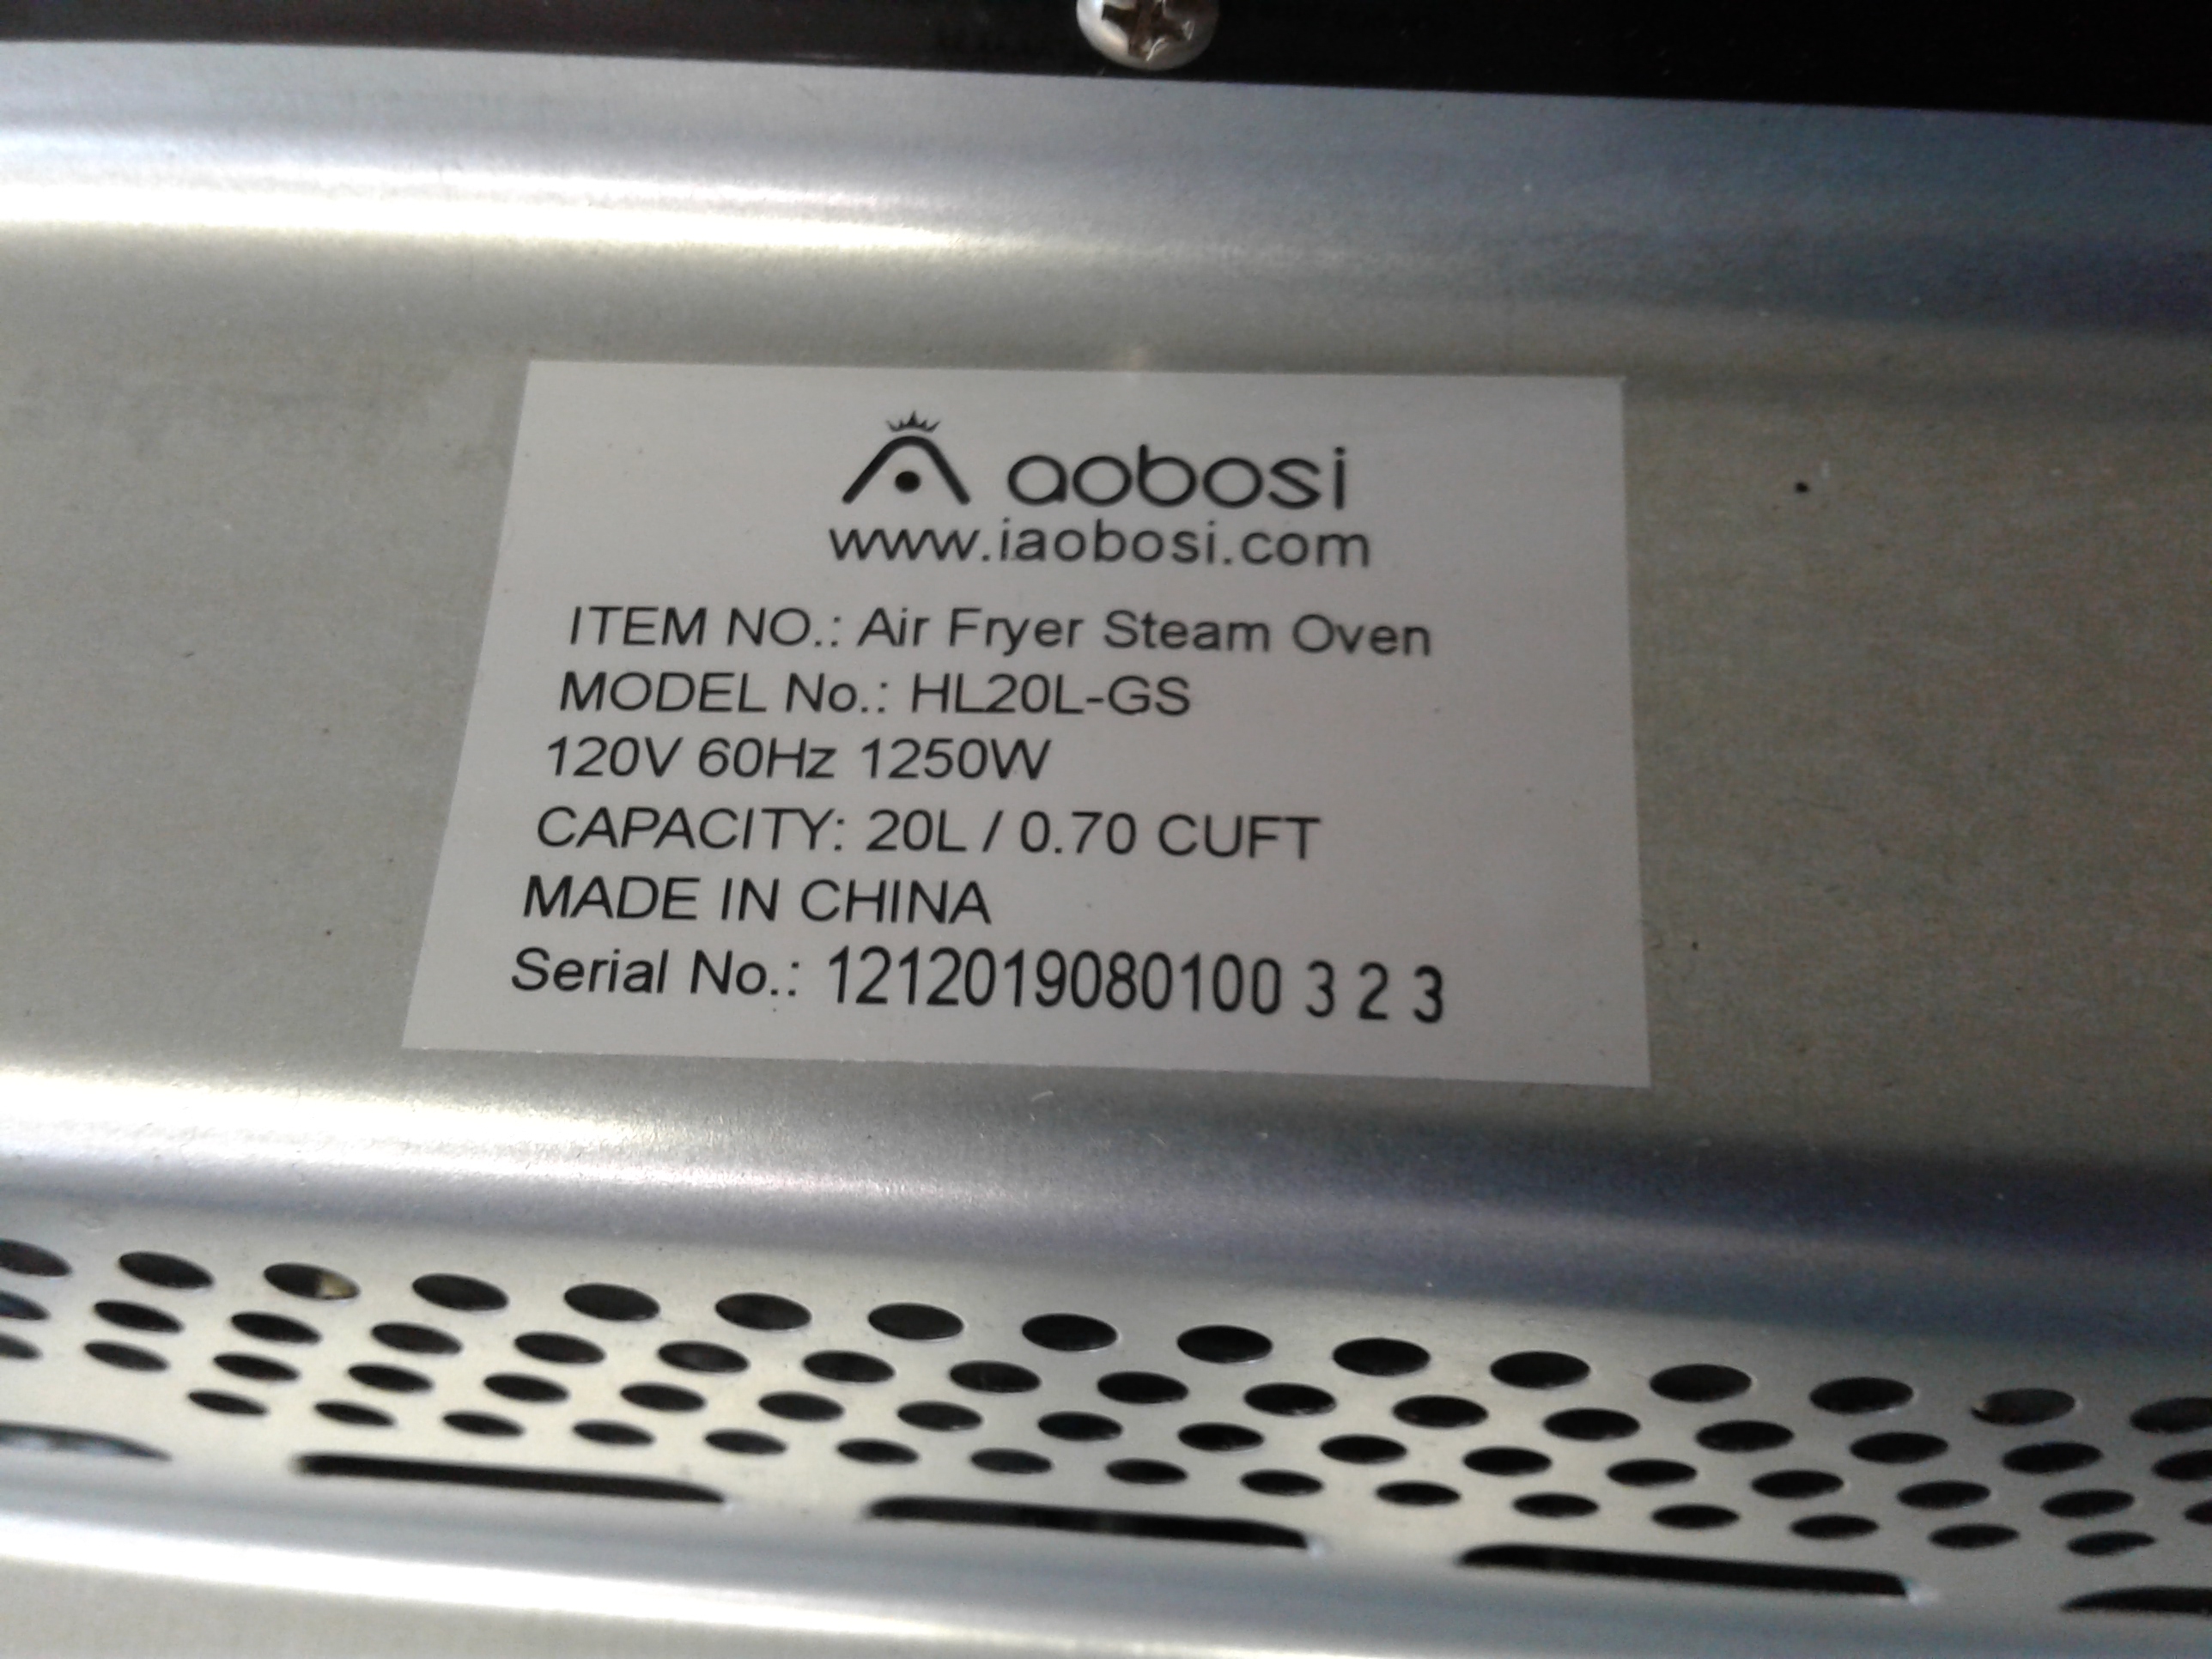 aobosi
www.iaobosi.com
ITEM NO.: Air Fryer Steam Oven
MODEL No.: HL20L-GS
120V 60Hz 1250W
CAPACITY: 20L / 0.70 CUFT
MADE IN CHINA
Serial No.: 1212019080100 3 2 3